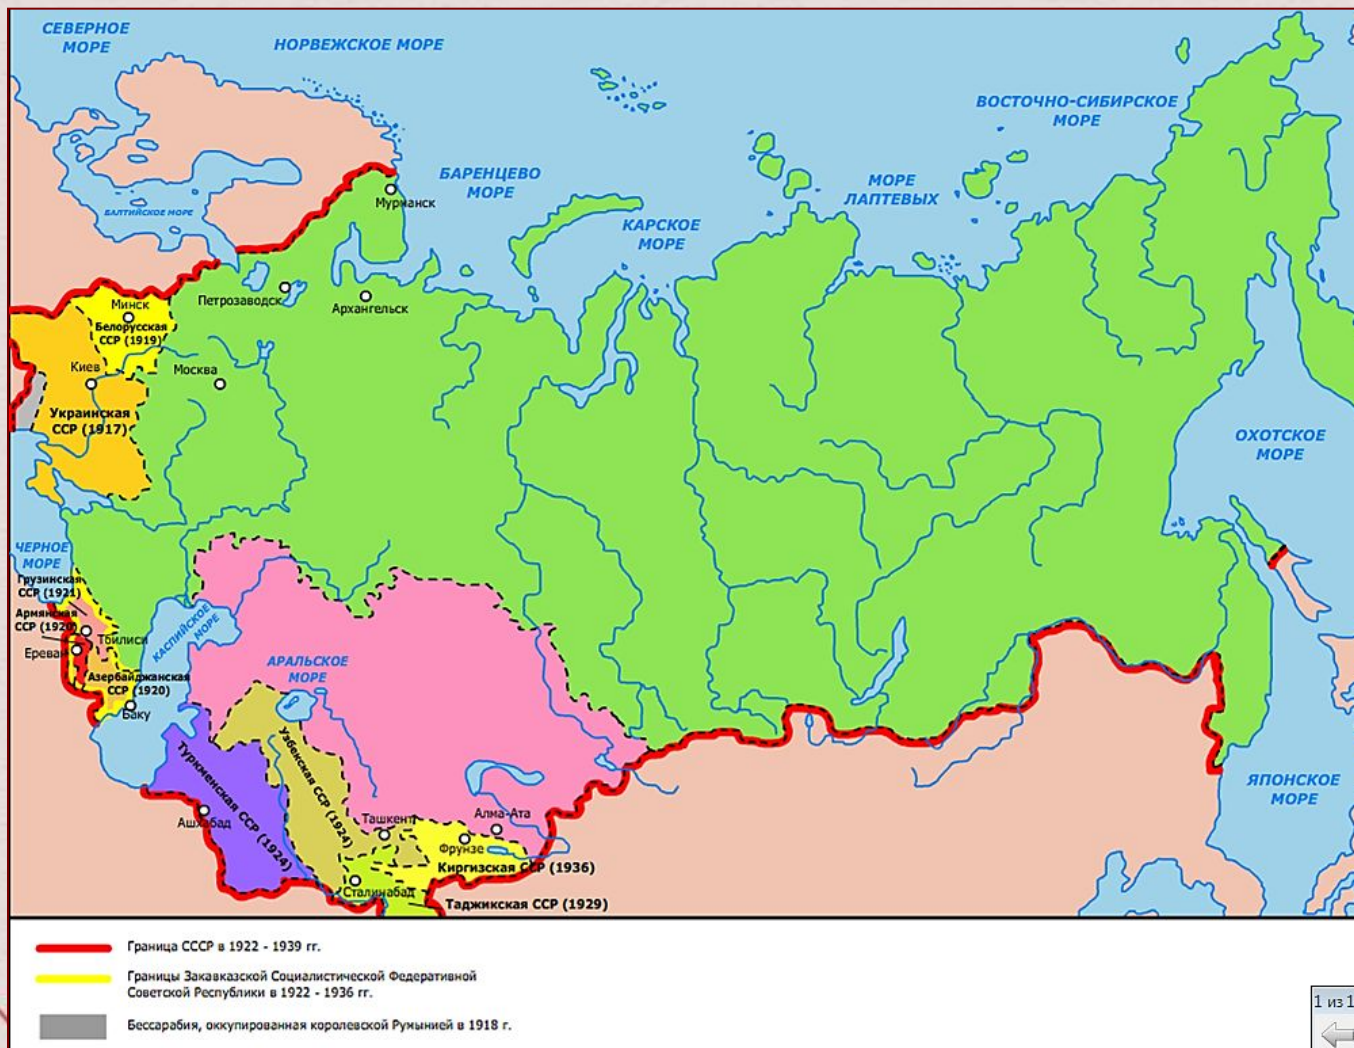 СЕВЕРНОЕ
МОРЕ
НОРВЕЖСКОЕ МОРЕ
ВОСТОЧНО-СИБИРСКОЕ
МОРЕ
БАРЕНЦЕВО
МОРЕ
МОРЕ
ЛАПТЕВЫХ
КАРСКОЕ
МОРЕ
БАЛТИЙСКОЕ МОРЕ
Мурманск
Петрозаводск
Архангельск
Минск
Белорусская
ССР (1919)
Киев
Москва
Украинская
ССР (1917)
ОХОТСКОЕ
МОРЕ
ЧЕРНОЕ
МОРЕ
Грузинская
ССР (1921)
Армянская
ССР (1920)
Тбилиси
Ереван
Азербайджанская
ССР (1920)
Баку
КАСПИЙСКОЕ
МОРЕ
АРАЛЬСКОЕ
МОРЕ
Туркменская ССР (1924)
Узбекская ССР (1924)
Ашхабад
Ташкент
Алма-Ата
Фрунзе
Киргизская ССР (1936)
Сталинабад
Таджикская ССР (1929)
ЯПОНСКОЕ
МОРЕ
Граница СССР в 1922 - 1939 гг.
Границы Закавказской Социалистической Федеративной
Советской Республики в 1922 - 1936 гг.
Бессарабия, оккупированная королевской Румынией в 1918 г.
1 из 1